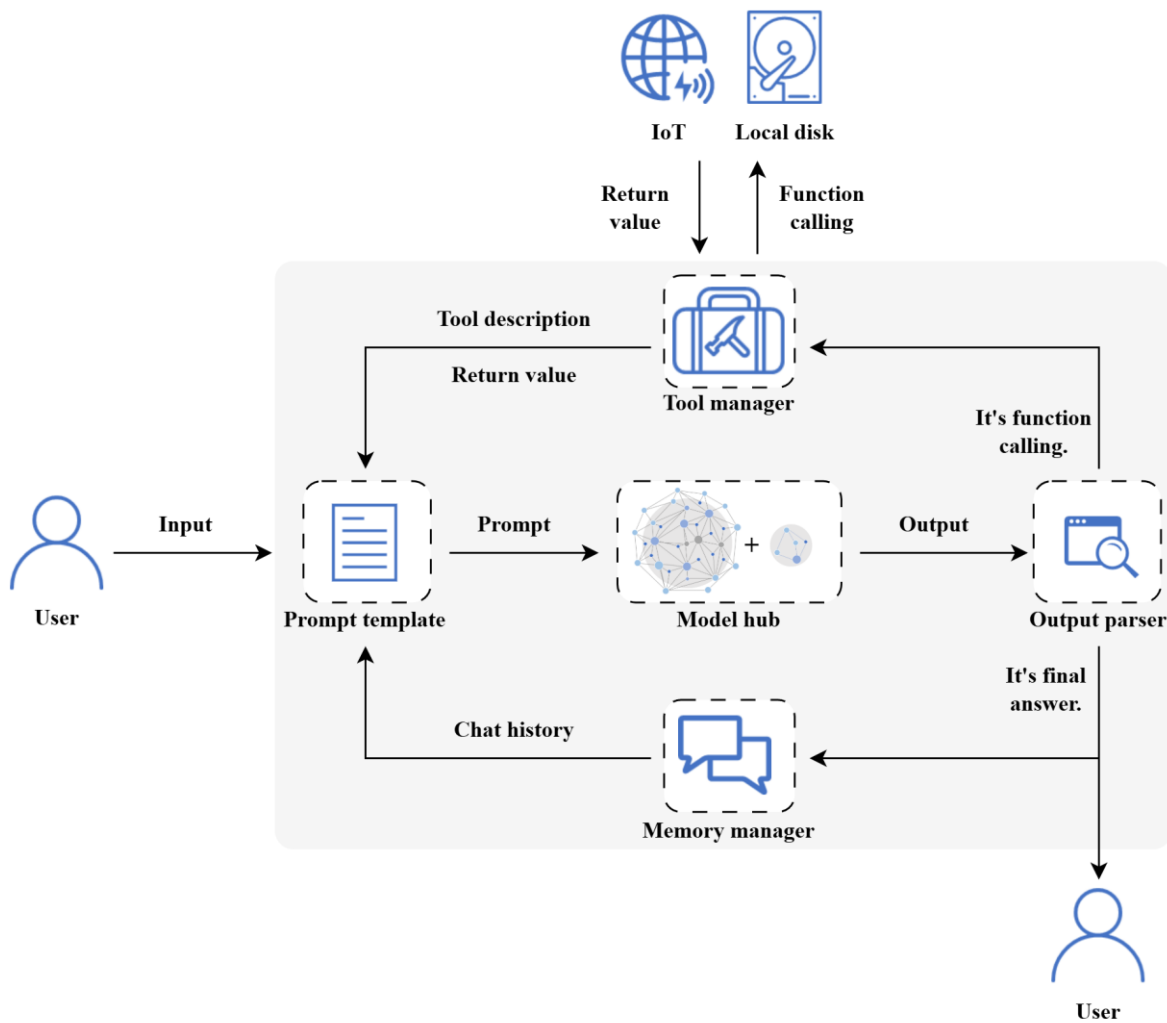 IoT
Local disk
Return
value
Function
calling
Tool description
Return value
Tool manager
It's function
calling.
Input
Prompt
Output
+
User
Prompt template
Model hub
Output parser
It's final
answer.
Chat history
Memory manager
User